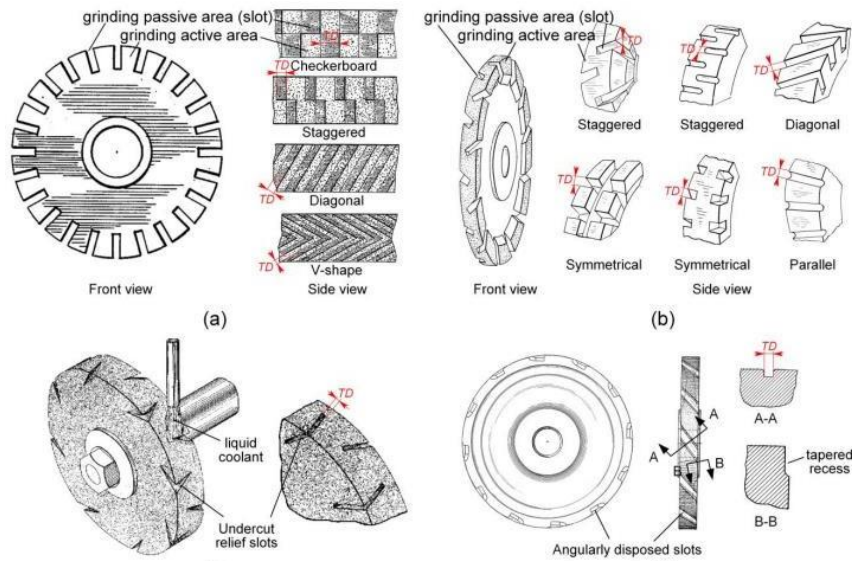 grinding passive area (slot)
grinding active area
TD
Checkerboard
TD
Staggered
TD
Diagonal
TD
V-shape
Front view
Side view
(a)
grinding passive area (slot)
grinding active area
TD
Staggered
TD
Staggered
TD
Diagonal
TD
Symmetrical
TD
Symmetrical
TD
Parallel
Front view
Side view
(b)
liquid
coolant
Undercut
relief slots
TD
A
A
B
B
Angularly disposed slots
TD
A-A
tapered
recess
B-B